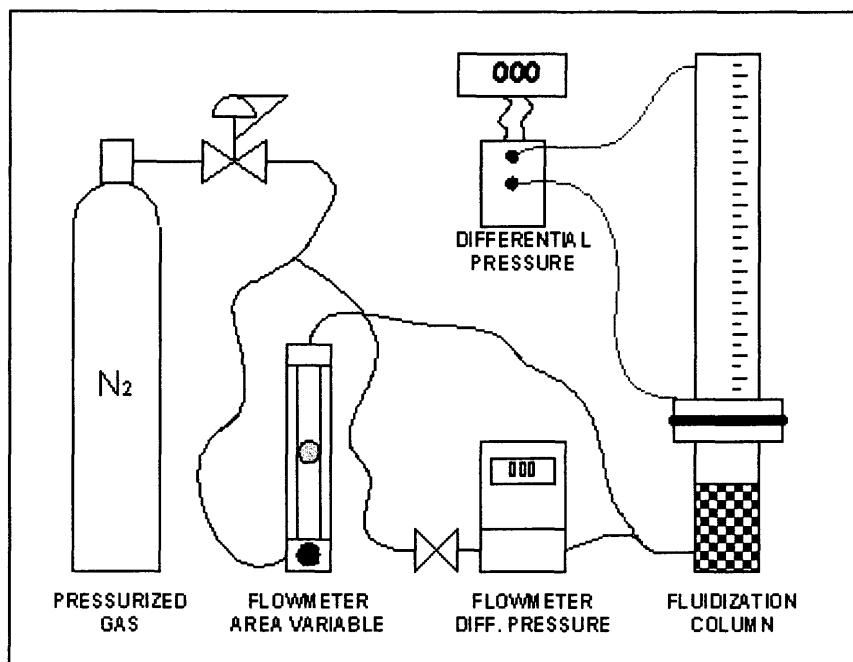 000
DIFFERENTIAL
PRESSURE
N2
000
PRESSURIZED
GAS
FLOWMETER
AREA VARIABLE
FLOWMETER
DIFF. PRESSURE
FLUIDIZATION
COLUMN